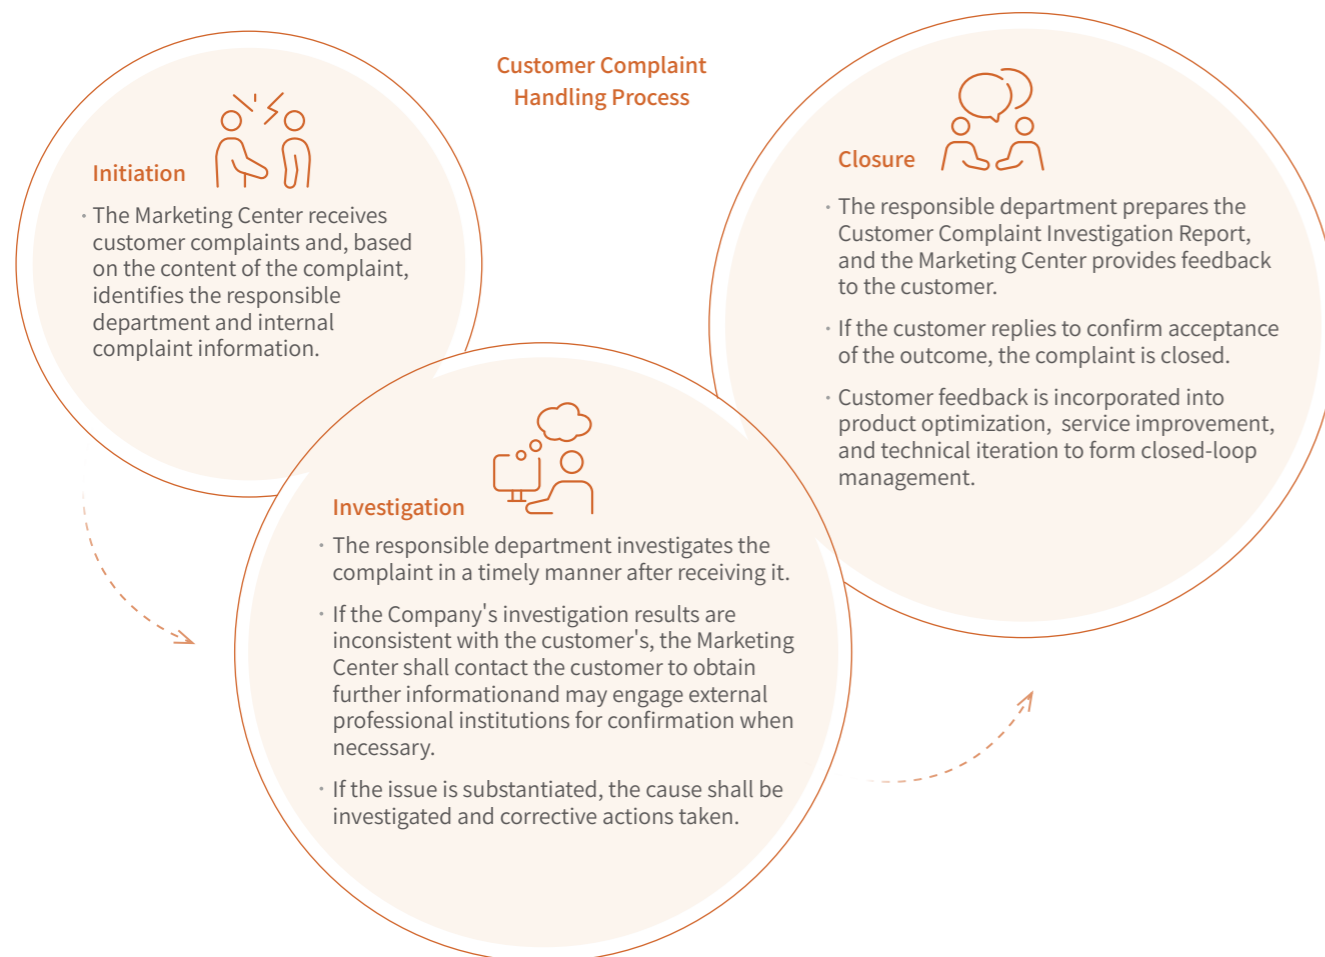 Customer Complaint
Handling Process
Initiation
· The Marketing Center receives
customer complaints and, based
on the content of the complaint,
identifies the responsible
department and internal
complaint information.
Investigation
· The responsible department investigates the
complaint in a timely manner after receiving it.
· If the Company's investigation results are
inconsistent with the customer's, the Marketing
Center shall contact the customer to obtain
further informationand may engage external
professional institutions for confirmation when
necessary.
· If the issue is substantiated, the cause shall be
investigated and corrective actions taken.
Closure
· The responsible department prepares the
Customer Complaint Investigation Report,
and the Marketing Center provides feedback
to the customer.
· If the customer replies to confirm acceptance
of the outcome, the complaint is closed.
· Customer feedback is incorporated into
product optimization, service improvement,
and technical iteration to form closed-loop
management.